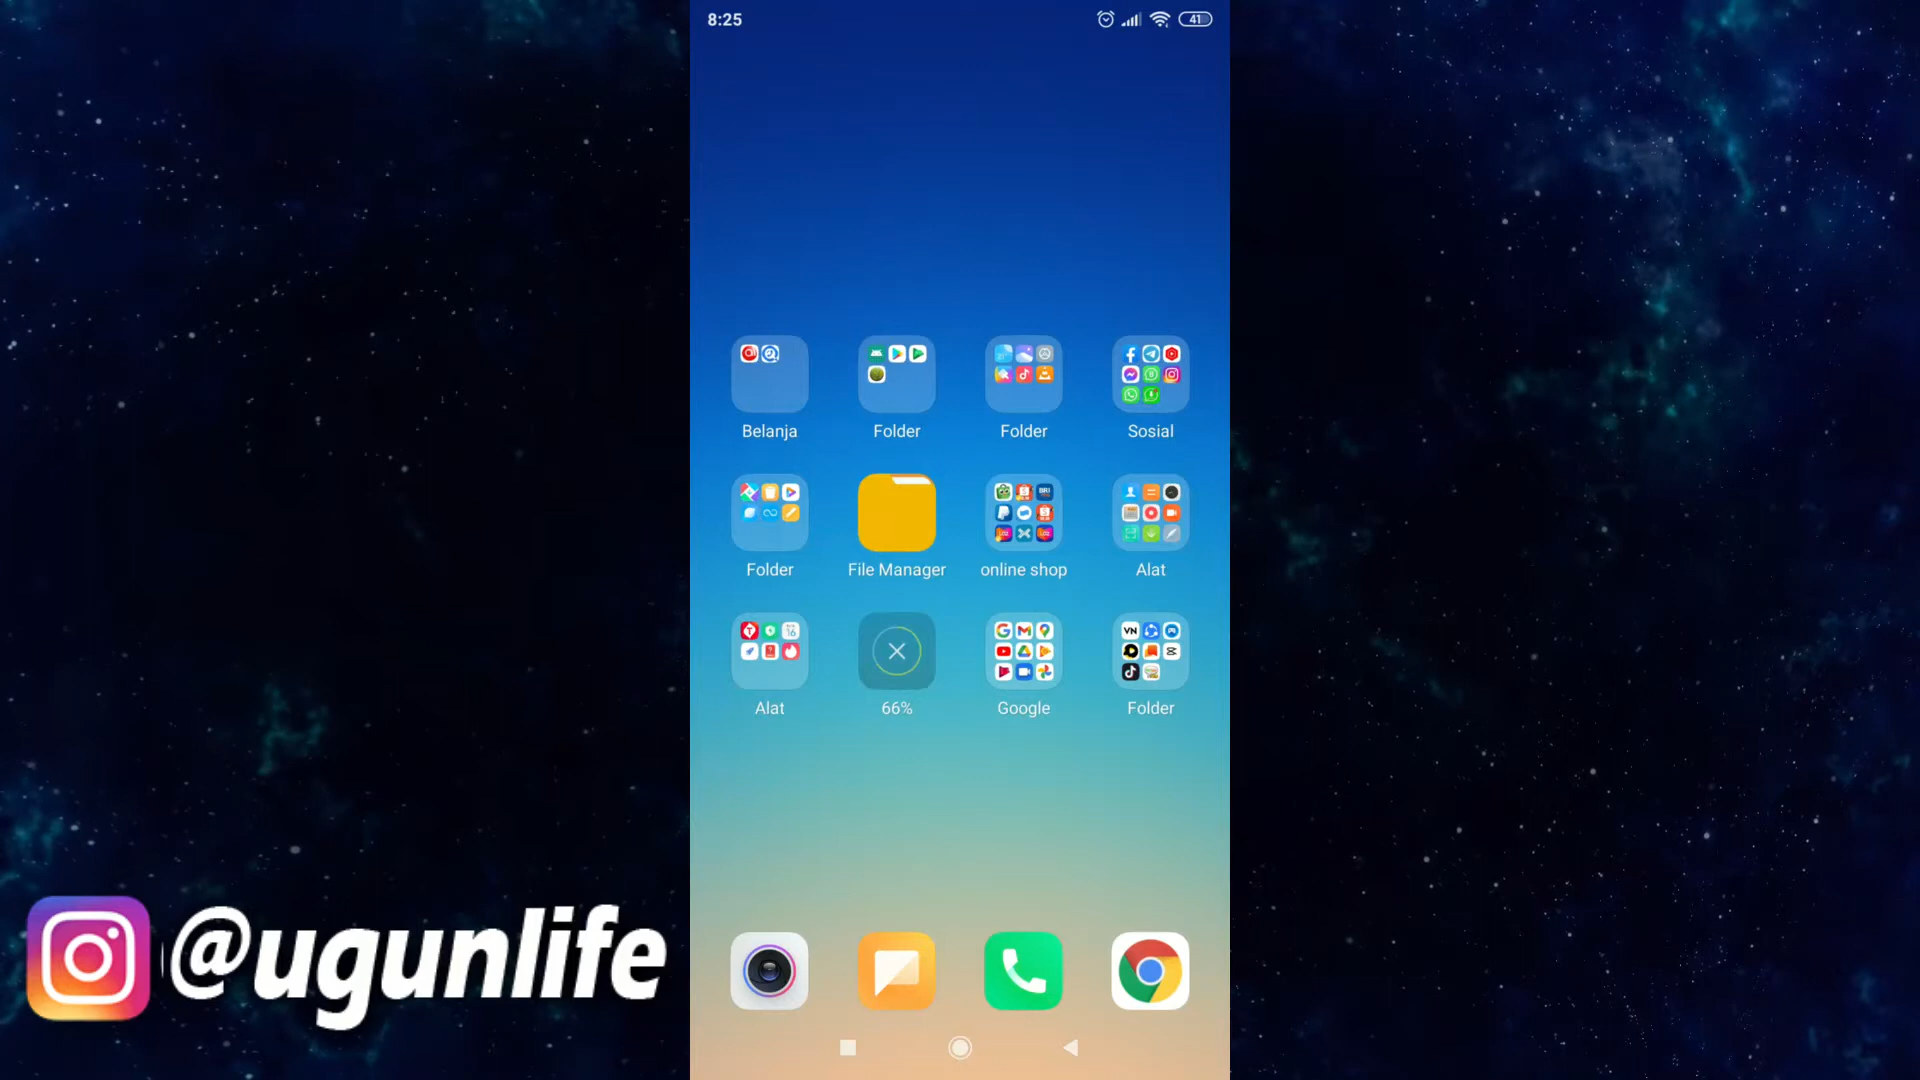 8:25
41
Belanja
Folder
Folder
Sosial
Folder
File Manager
online shop
Alat
Alat
66%
Google
Folder
@ugunlife